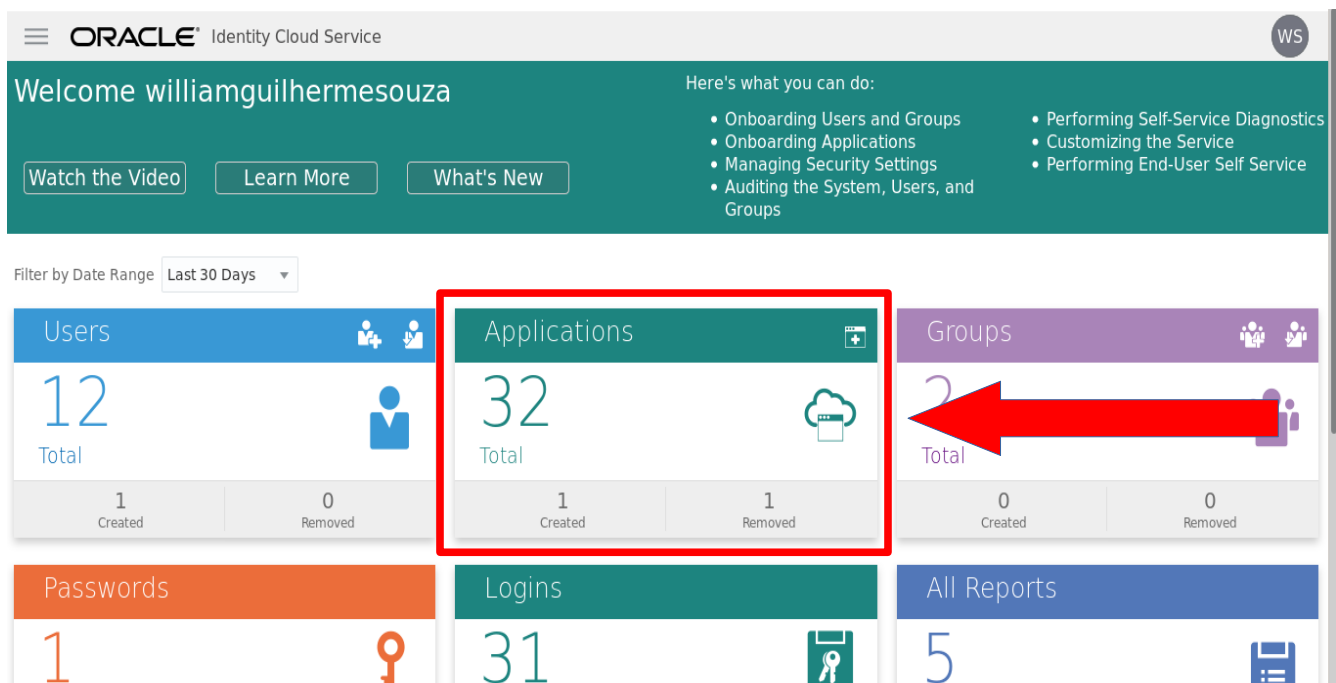 ORACLE® Identity Cloud Service
WS
Welcome williamguilhermesouza
Watch the Video
Learn More
What's New
Here's what you can do:
• Onboarding Users and Groups
• Onboarding Applications
• Managing Security Settings
• Auditing the System, Users, and
Groups
• Performing Self-Service Diagnostics
• Customizing the Service
• Performing End-User Self Service
Filter by Date Range Last 30 Days
Users
12
Total
1
Created
0
Removed
Applications
32
Total
1
Created
1
Removed
Groups
2
Total
0
Created
0
Removed
Passwords
1
Logins
31
All Reports
5